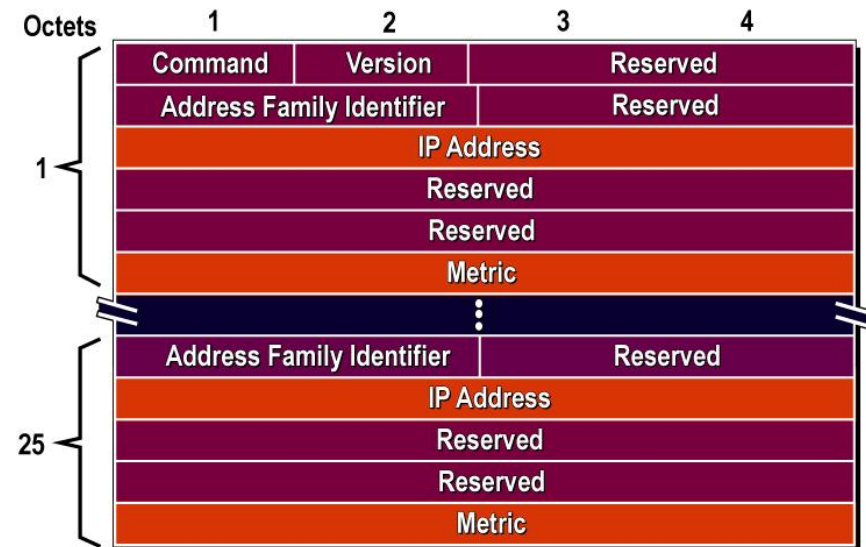 Octets 1 2 3 4
Command Version Reserved
Address Family Identifier Reserved
IP Address
1
Reserved
Reserved
Metric
Address Family Identifier Reserved
IP Address
25
Reserved
Reserved
Metric